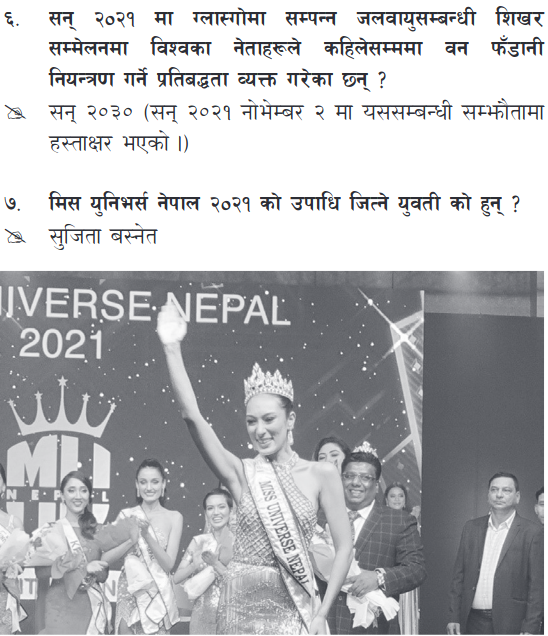 ६. सन् २०२१ मा ग्लास्गोमा सम्पन्न जलवायुसम्बन्धी शिखर
सम्मेलनमा विश्वका नेताहरूले कहिलेसम्ममा वन फँडानी
नियन्त्रण गर्ने प्रतिबद्धता व्यक्त गरेका छन् ?
सन् २०३० (सन् २०२१ नोभेम्बर २ मा यससम्बन्धी सम्झौतामा
हस्ताक्षर भएको ।)
७. मिस युनिभर्स नेपाल २०२१ को उपाधि जित्ने युवती को हुन् ?
सुजिता बस्नेत
NIVERSE NEPAL
2021
MU
NEPAL
MISS UNIVERSE NEPAL